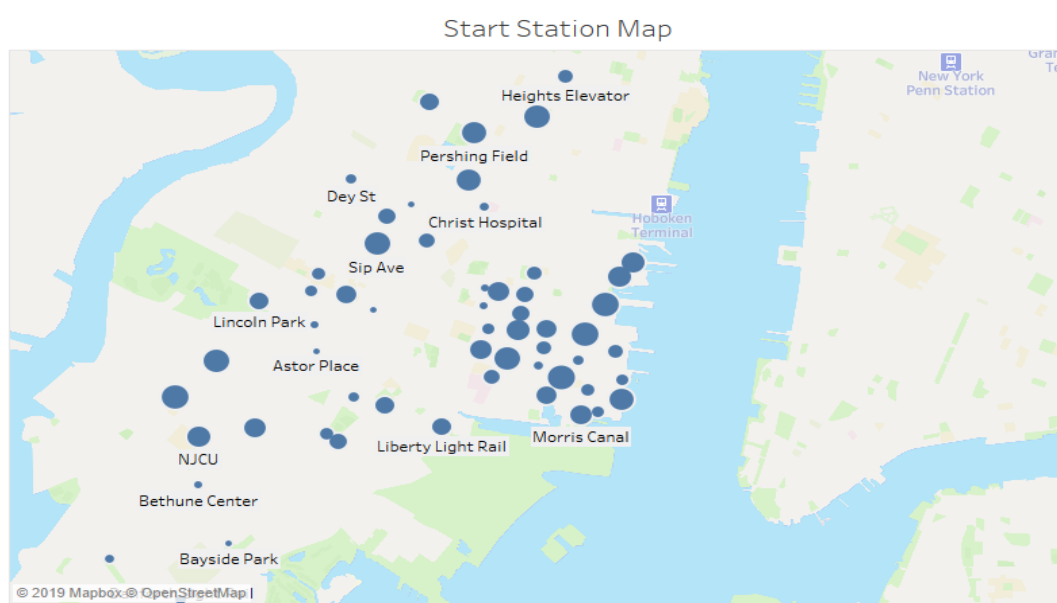 Start Station Map
New York
Penn Station
Heights Elevator
Pershing Field
Dey St
Christ Hospital
Hoboken
Terminal
Sip Ave
Lincoln Park
Astor Place
Morris Canal
Liberty Light Rail
NJCU
Bethune Center
Bayside Park
© 2019 Mapbox © OpenStreetMap